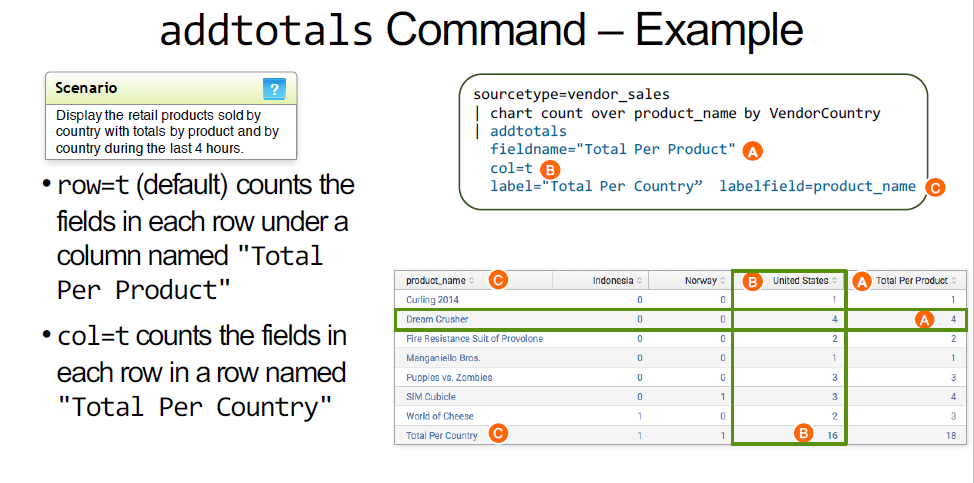 addtotals Command – Example
Scenario
?
Display the retail products sold by
country with totals by product and by
country during the last 4 hours.
• row=t (default) counts the
fields in each row under a
column named "Total
Per Product"
• col=t counts the fields in
each row in a row named
"Total Per Country"
sourcetype=vendor_sales
| chart count over product_name by VendorCountry
| addtotals
fieldname="Total Per Product" A
col=t B
label="Total Per Country” labelfield=product_name C
product_name C Indonesia Norway B United States A Total Per Product
Curling 2014 0 0 1 1
Dream Crusher 0 0 4 A 4
Fire Resistance Suit of Provolone 0 0 2 2
Manganiello Bros. 0 0 1 1
Puppies vs. Zombies 0 0 3 3
SIM Cubicle 0 1 3 4
World of Cheese 1 0 2 3
Total Per Country C 1 1 B 16 18